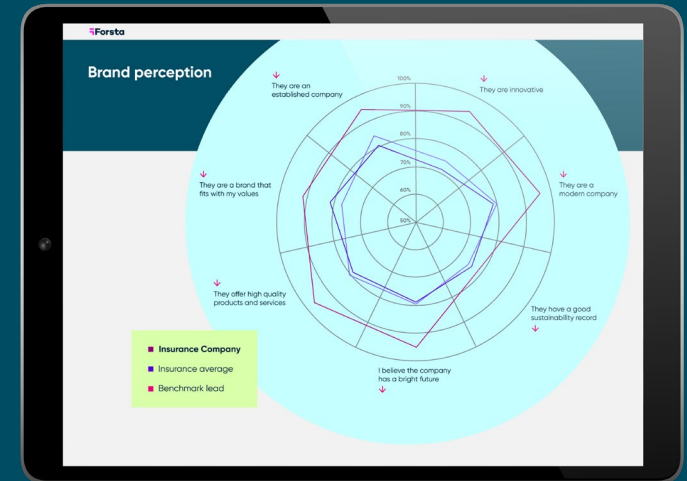 Forsta
Brand perception
They are an
established company
100%
They are innovative
90%
80%
70%
60%
50%
They are a brand that
fits with my values
They are a
modern company
They offer high quality
products and services
They have a good
sustainability record
I believe the company
has a bright future
Insurance Company
Insurance average
Benchmark lead